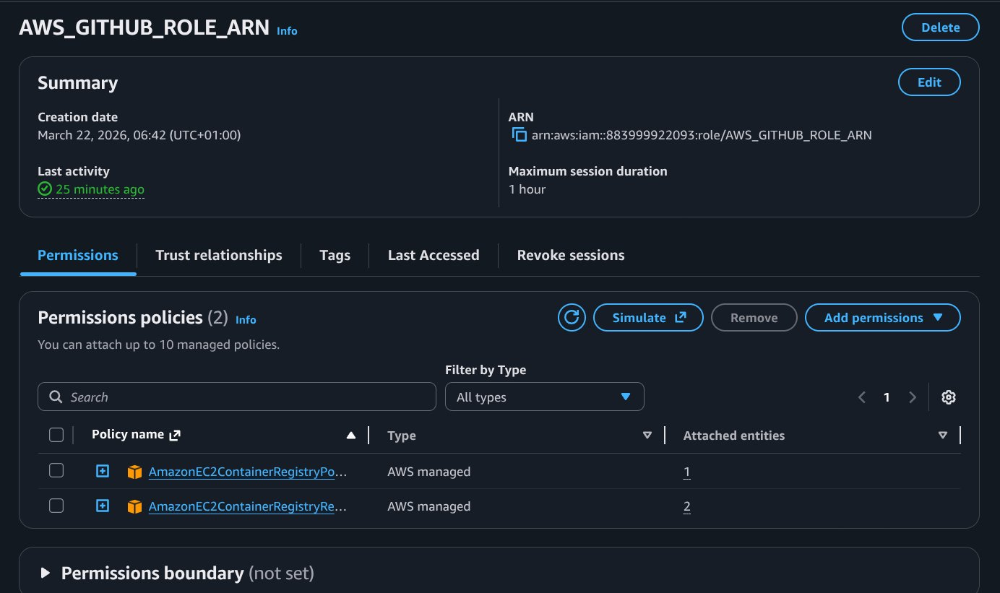 AWS_GITHUB_ROLE_ARN Info
Delete
Summary
Edit
Creation date
March 22, 2026, 06:42 (UTC+01:00)
ARN
arn:aws:iam::883999922093:role/AWS_GITHUB_ROLE_ARN
Last activity
25 minutes ago
Maximum session duration
1 hour
Permissions
Trust relationships
Tags
Last Accessed
Revoke sessions
Permissions policies (2) Info
Simulate
Remove
Add permissions
You can attach up to 10 managed policies.
Filter by Type
Search
All types
1
Policy name
Type
Attached entities
AmazonEC2ContainerRegistryPo...
AWS managed
1
AmazonEC2ContainerRegistryRe...
AWS managed
2
Permissions boundary (not set)